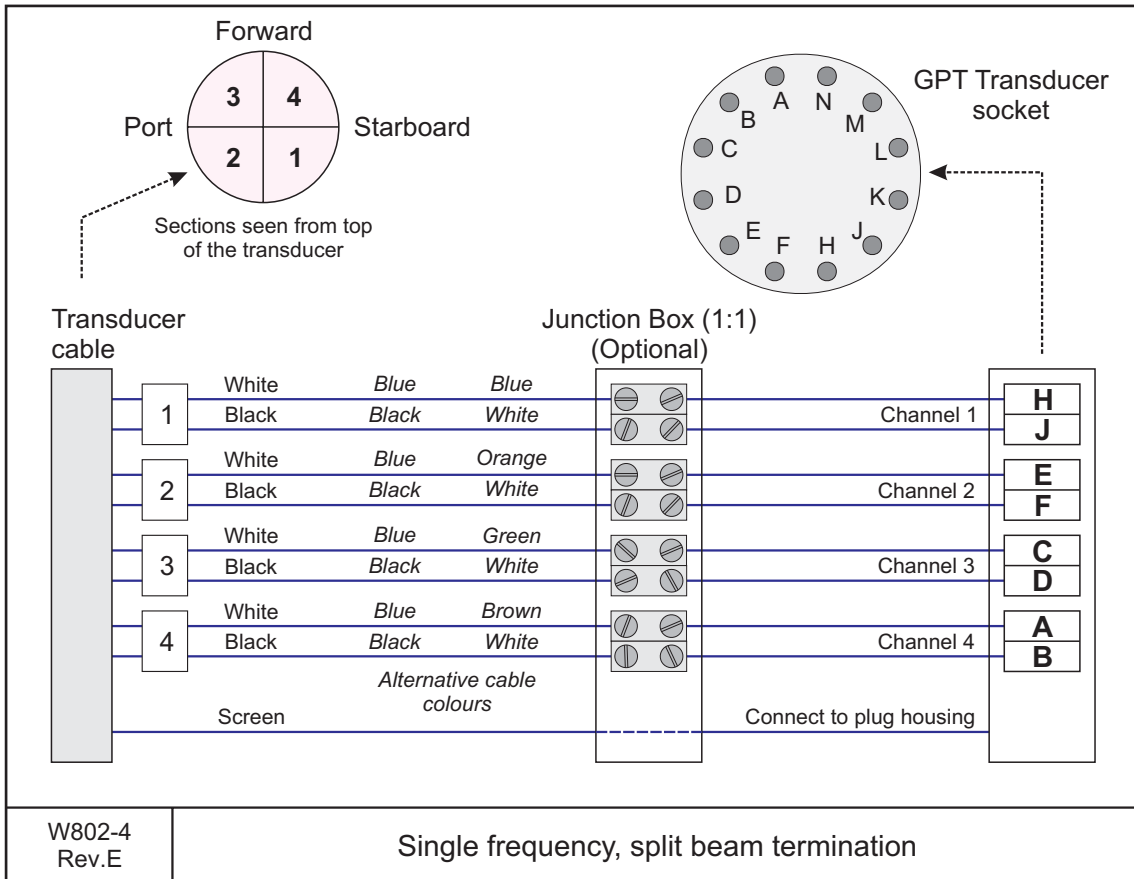 Forward
3 4
Port
Starboard
2 1
Sections seen from top
of the transducer
GPT Transducer
socket
A N
B M
C L
D K
E J
F H
Transducer
cable
Junction Box (1:1)
(Optional)
1
White Blue Blue
Black Black White
Channel 1
H
J
2
White Blue Orange
Black Black White
Channel 2
E
F
3
White Blue Green
Black Black White
Channel 3
C
D
4
White Blue Brown
Black Black White
Channel 4
A
B
Alternative cable
colours
Screen
Connect to plug housing
W802-4
Rev.E
Single frequency, split beam termination